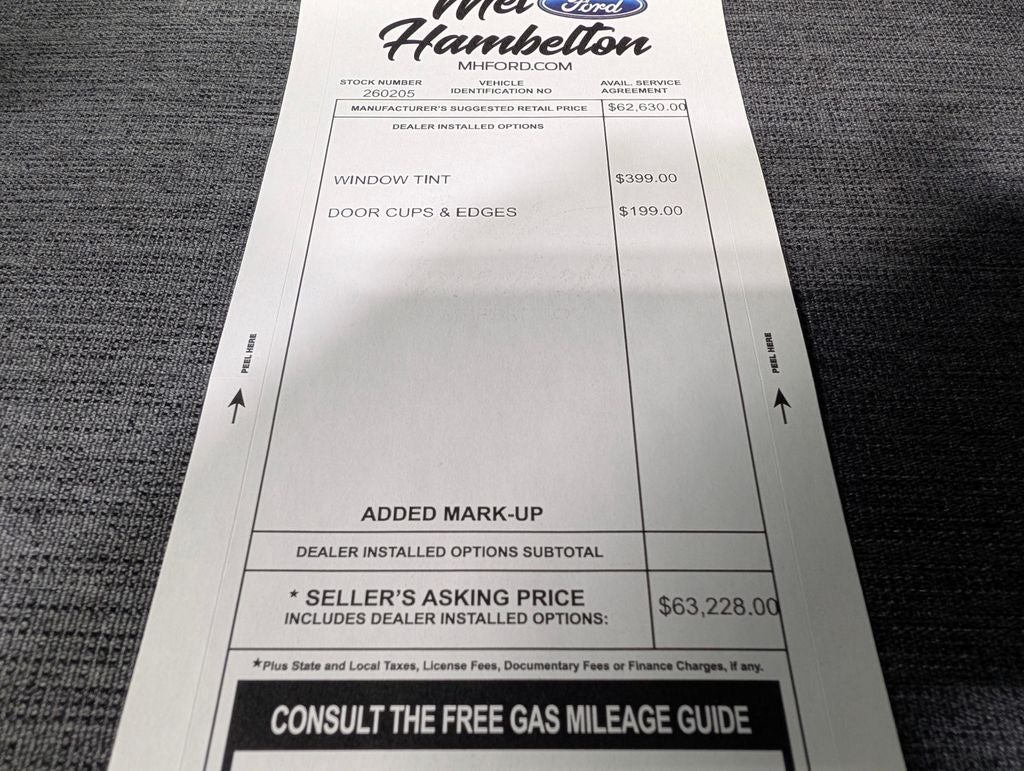 Mel Ford
Hambelton
MHFORD.COM
STOCK NUMBER VEHICLE AVAIL. SERVICE
260205 IDENTIFICATION NO AGREEMENT
MANUFACTURER'S SUGGESTED RETAIL PRICE $62,630.00
DEALER INSTALLED OPTIONS
WINDOW TINT $399.00
DOOR CUPS & EDGES $199.00
PEEL HERE PEEL HERE
ADDED MARK-UP
DEALER INSTALLED OPTIONS SUBTOTAL
* SELLER'S ASKING PRICE $63,228.00
INCLUDES DEALER INSTALLED OPTIONS:
*Plus State and Local Taxes, License Fees, Documentary Fees or Finance Charges, if any.
CONSULT THE FREE GAS MILEAGE GUIDE